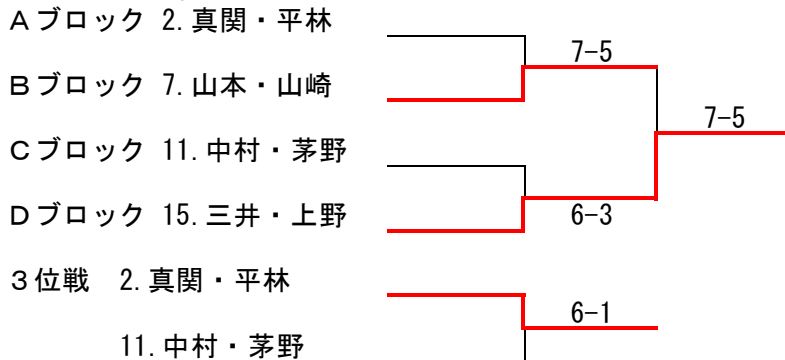 Ａブロック 2.真関・平林
7-5
Ｂブロック 7.山本・山崎
7-5
Ｃブロック 11.中村・茅野
Ｄブロック 15.三井・上野
6-3
３位戦 2.真関・平林
6-1
11.中村・茅野